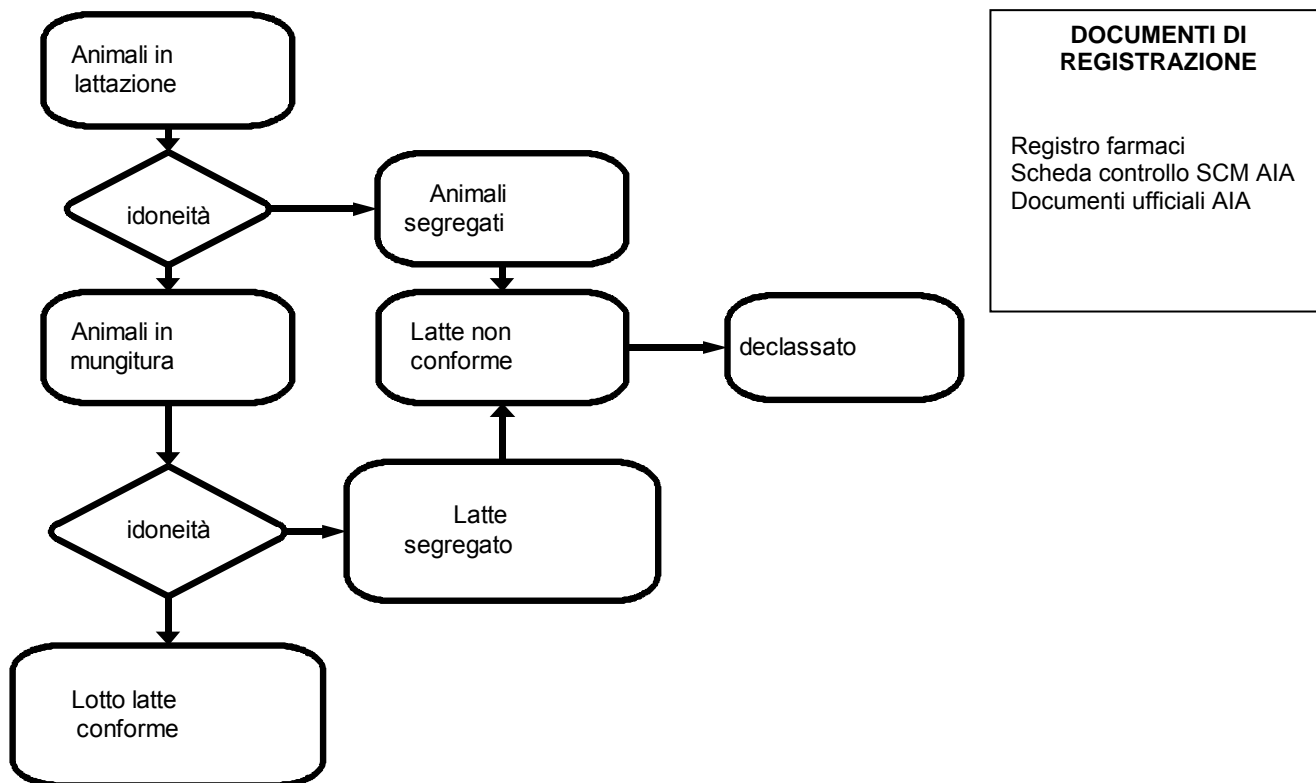 Animali in
lattazione
idoneità
Animali
segregati
Animali in
mungitura
Latte non
conforme
declassato
idoneità
Latte
segregato
Lotto latte
conforme
DOCUMENTI DI
REGISTRAZIONE
Registro farmaci
Scheda controllo SCM AIA
Documenti ufficiali AIA